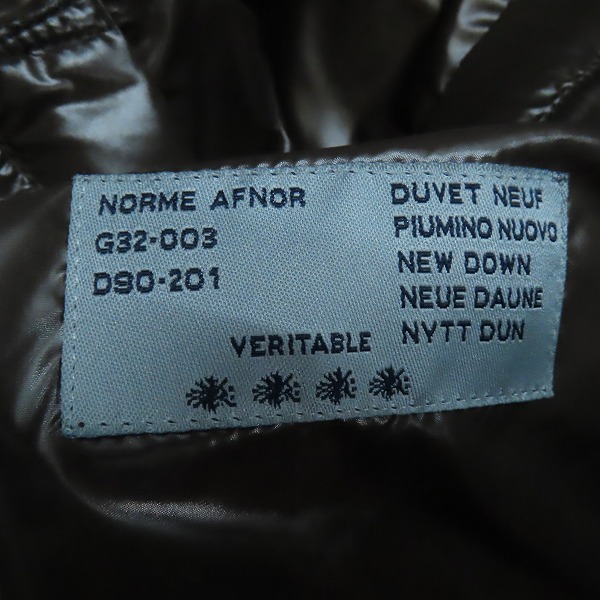 NORME AFNOR
G32-003
D90-201
DUVET NEUF
PIUMINO NUOVO
NEW DOWN
NEUE DAUNE
NYTT DUN
VERITABLE